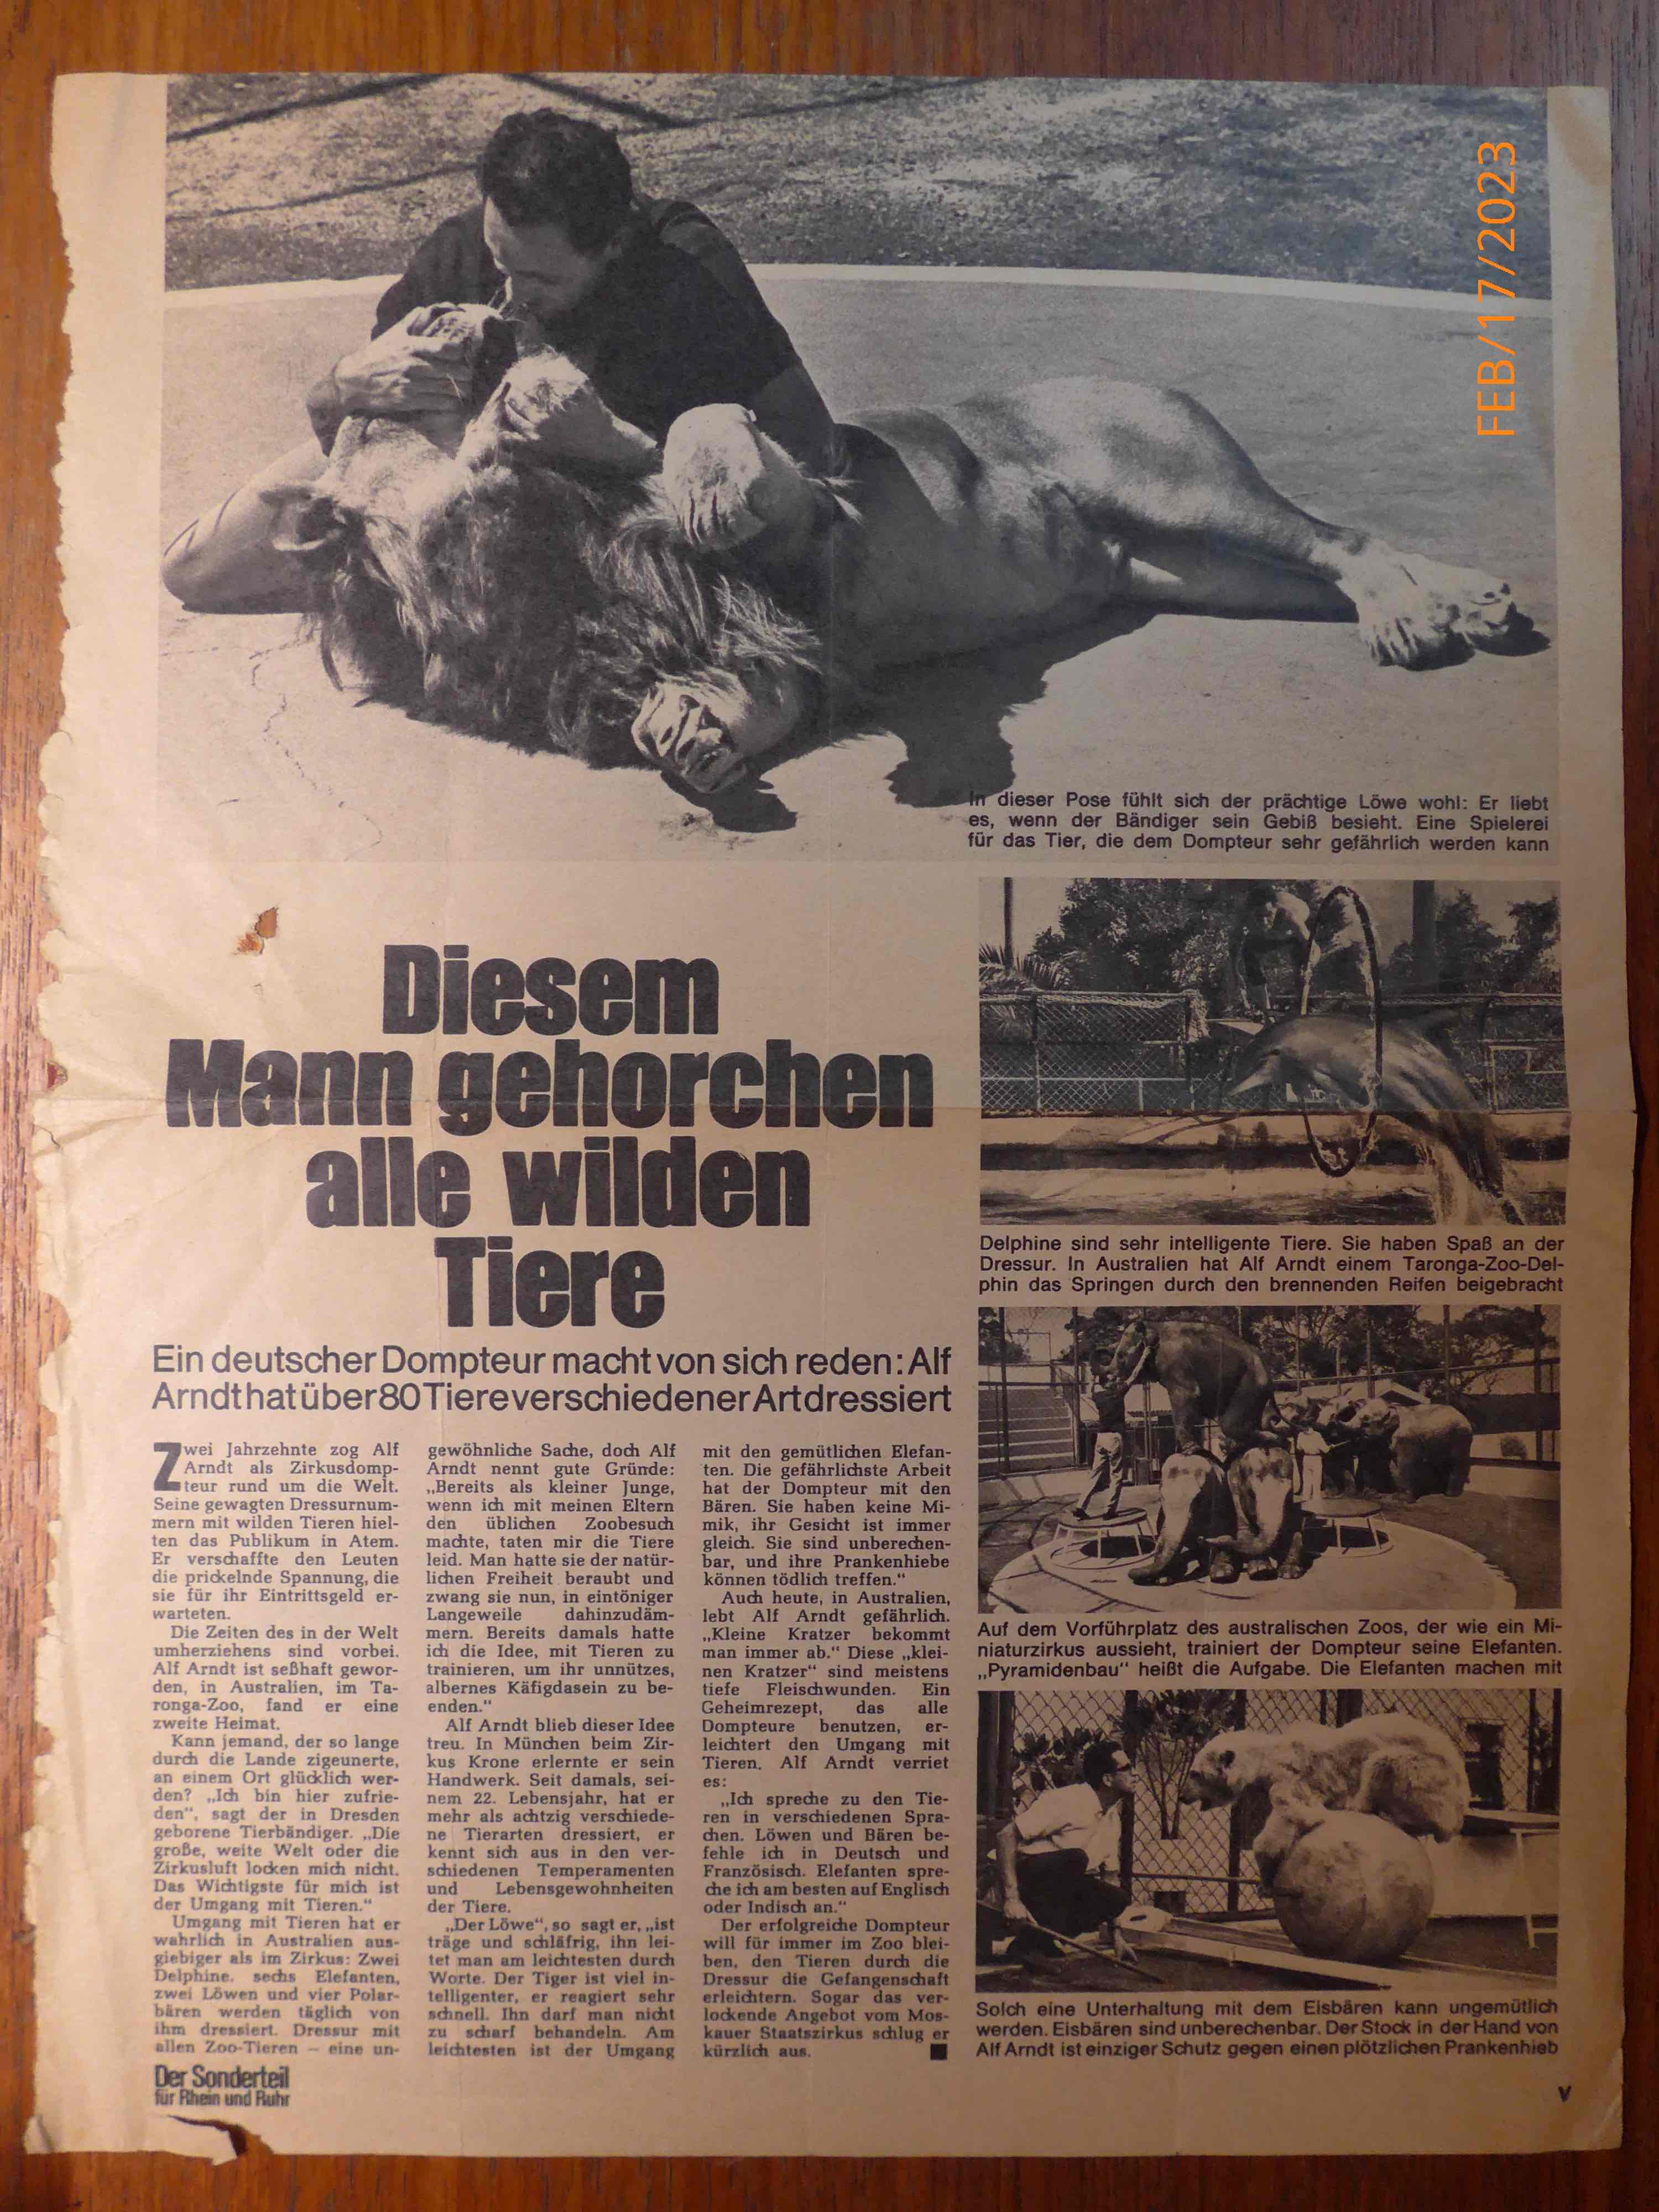 FEB/17/2023
In dieser Pose fühlt sich der prächtige Löwe wohl: Er liebt
es, wenn der Bändiger sein Gebiß besieht. Eine Spielerei
für das Tier, die dem Dompteur sehr gefährlich werden kann
Diesem
Mann gehorchen
alle wilden
Tiere
Ein deutscher Dompteur macht von sich reden: Alf
Arndt hat über 80 Tiere verschiedener Art dressiert
Zwei Jahrzehnte zog Alf
Arndt als Zirkusdomp-
teur rund um die Welt.
Seine gewagten Dressurnum-
mern mit wilden Tieren hiel-
ten das Publikum in Atem.
Er verschaffte den Leuten
die prickelnde Spannung, die
sie für ihr Eintrittsgeld er-
warteten.
Die Zeiten des in der Welt
umherziehens sind vorbei.
Alf Arndt ist seßhaft gewor-
den, in Australien, im Ta-
ronga-Zoo, fand er eine
zweite Heimat.
Kann jemand, der so lange
durch die Lande zigeunerte,
an einem Ort glücklich wer-
den? „Ich bin hier zufrie-
den“, sagt der in Dresden
geborene Tierbändiger. „Die
große, weite Welt oder die
Zirkusluft locken mich nicht.
Das Wichtigste für mich ist
der Umgang mit Tieren.“
Umgang mit Tieren hat er
wahrlich in Australien aus-
giebiger als im Zirkus: Zwei
Delphine, sechs Elefanten,
zwei Löwen und vier Polar-
bären werden täglich von
ihm dressiert. Dressur mit
allen Zoo-Tieren – eine un-
gewöhnliche Sache, doch Alf
Arndt nennt gute Gründe:
„Bereits als kleiner Junge,
wenn ich mit meinen Eltern
den üblichen Zoobesuch
machte, taten mir die Tiere
leid. Man hatte sie der natür-
lichen Freiheit beraubt und
zwang sie nun, in eintöniger
Langeweile dahinzudäm-
mern. Bereits damals hatte
ich die Idee, mit Tieren zu
trainieren, um ihr unnützes,
albernes Käfigdasein zu be-
enden.“
Alf Arndt blieb dieser Idee
treu. In München beim Zir-
kus Krone erlernte er sein
Handwerk. Seit damals, sei-
nem 22. Lebensjahr, hat er
mehr als achtzig verschiede-
ne Tierarten dressiert, er
kennt sich aus in den ver-
schiedenen Temperamenten
und Lebensgewohnheiten
der Tiere.
„Der Löwe“, so sagt er, „ist
träge und schläfrig, ihn lei-
tet man am leichtesten durch
Worte. Der Tiger ist viel in-
telligenter, er reagiert sehr
schnell. Ihn darf man nicht
zu scharf behandeln. Am
leichtesten ist der Umgang
mit den gemütlichen Elefan-
ten. Die gefährlichste Arbeit
hat der Dompteur mit den
Bären. Sie haben keine Mi-
mik, ihr Gesicht ist immer
gleich. Sie sind unberechen-
bar, und ihre Prankenhiebe
können tödlich treffen.“
Auch heute, in Australien,
lebt Alf Arndt gefährlich.
„Kleine Kratzer bekommt
man immer ab.“ Diese „klei-
nen Kratzer“ sind meistens
tiefe Fleischwunden. Ein
Geheimrezept, das alle
Dompteure benutzen, er-
leichtert den Umgang mit
Tieren. Alf Arndt verriet
es:
„Ich spreche zu den Tie-
ren in verschiedenen Spra-
chen. Löwen und Bären be-
fehle ich in Deutsch und
Französisch. Elefanten spre-
che ich am besten auf Englisch
oder Indisch an.“
Der erfolgreiche Dompteur
will für immer im Zoo blei-
ben, den Tieren durch die
Dressur die Gefangenschaft
erleichtern. Sogar das ver-
lockende Angebot vom Mos-
kauer Staatszirkus schlug er
kürzlich aus.
Delphine sind sehr intelligente Tiere. Sie haben Spaß an der
Dressur. In Australien hat Alf Arndt einem Taronga-Zoo-Del-
phin das Springen durch den brennenden Reifen beigebracht
Auf dem Vorführplatz des australischen Zoos, der wie ein Mi-
niaturzirkus aussieht, trainiert der Dompteur seine Elefanten.
„Pyramidenbau“ heißt die Aufgabe. Die Elefanten machen mit
Solch eine Unterhaltung mit dem Eisbären kann ungemütlich
werden. Eisbären sind unberechenbar. Der Stock in der Hand von
Alf Arndt ist einziger Schutz gegen einen plötzlichen Prankenhieb
Der Sonderteil
für Rhein und Ruhr
V